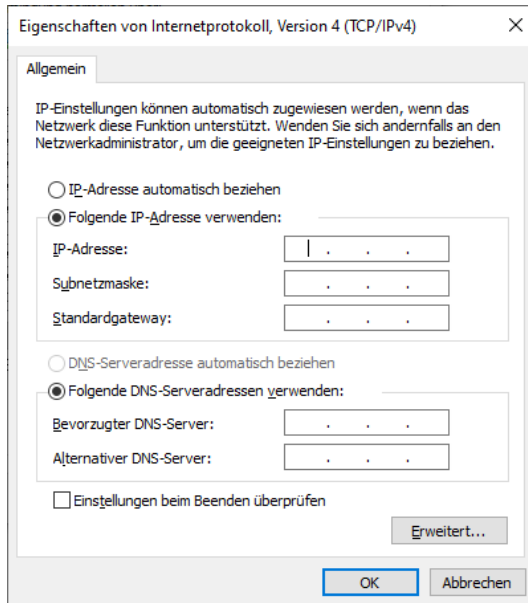 Eigenschaften von Internetprotokoll, Version 4 (TCP/IPv4)
Allgemein
IP-Einstellungen können automatisch zugewiesen werden, wenn das
Netzwerk diese Funktion unterstützt. Wenden Sie sich andernfalls an den
Netzwerkadministrator, um die geeigneten IP-Einstellungen zu beziehen.
IP-Adresse automatisch beziehen
Folgende IP-Adresse verwenden:
IP-Adresse: . . .
Subnetzmaske: . . .
Standardgateway: . . .
DNS-Serveradresse automatisch beziehen
Folgende DNS-Serveradressen verwenden:
Bevorzugter DNS-Server: . . .
Alternativer DNS-Server: . . .
Einstellungen beim Beenden überprüfen
Erweitert...
OK Abbrechen